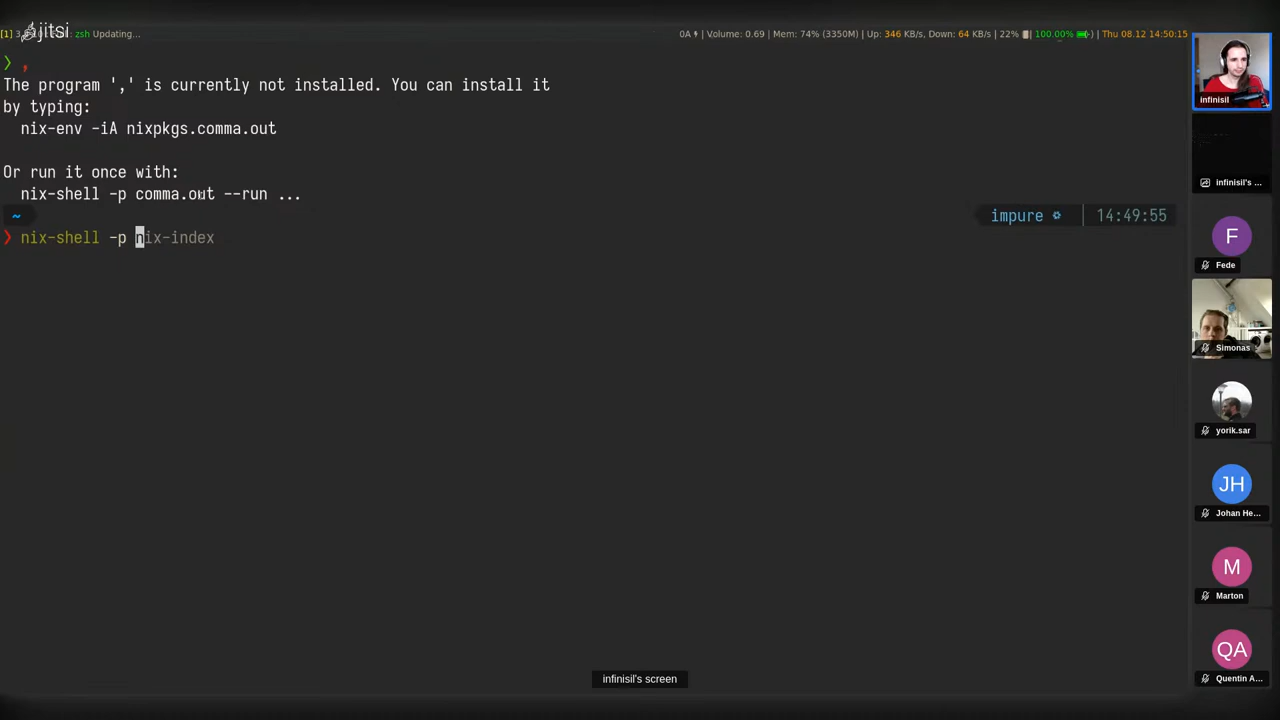 jitsi
[1] zsh Updating…
0A | Volume: 0.69 | Mem: 74% (3350M) | Up: 346 KB/s, Down: 64 KB/s | 22% | 100.00% | Thu 08.12 14:50:15
❯ ,
The program ',' is currently not installed. You can install it
by typing:
nix-env -iA nixpkgs.comma.out
Or run it once with:
nix-shell -p comma.out --run ...
~ impure 14:49:55
❯ nix-shell -p nix-index
infinisil
infinisil's ...
Fede
F
Simonas
yorik.sar
JH
Johan He...
M
Marton
QA
Quentin A...
infinisil's screen